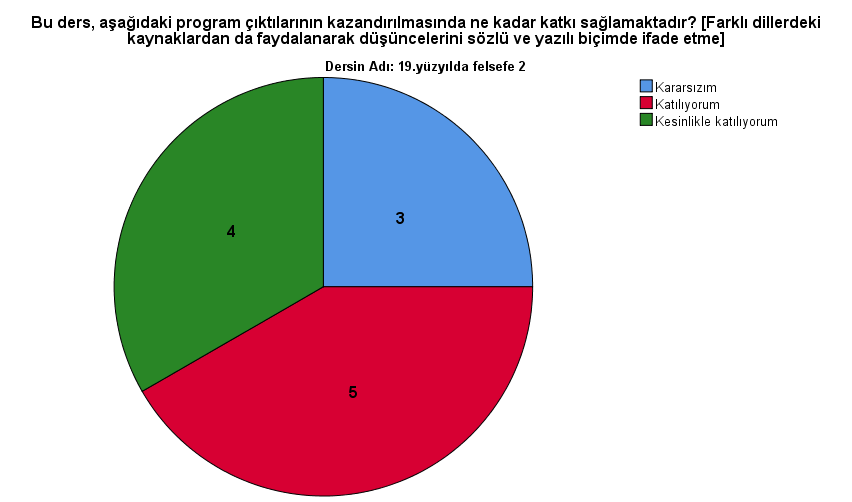 Bu ders, aşağıdaki program çıktılarının kazandırılmasında ne kadar katkı sağlamaktadır? [Farklı dillerdeki
kaynaklardan da faydalanarak düşüncelerini sözlü ve yazılı biçimde ifade etme]
Dersin Adı: 19.yüzyılda felsefe 2
Kararsızım
Katılıyorum
Kesinlikle katılıyorum
4
3
5